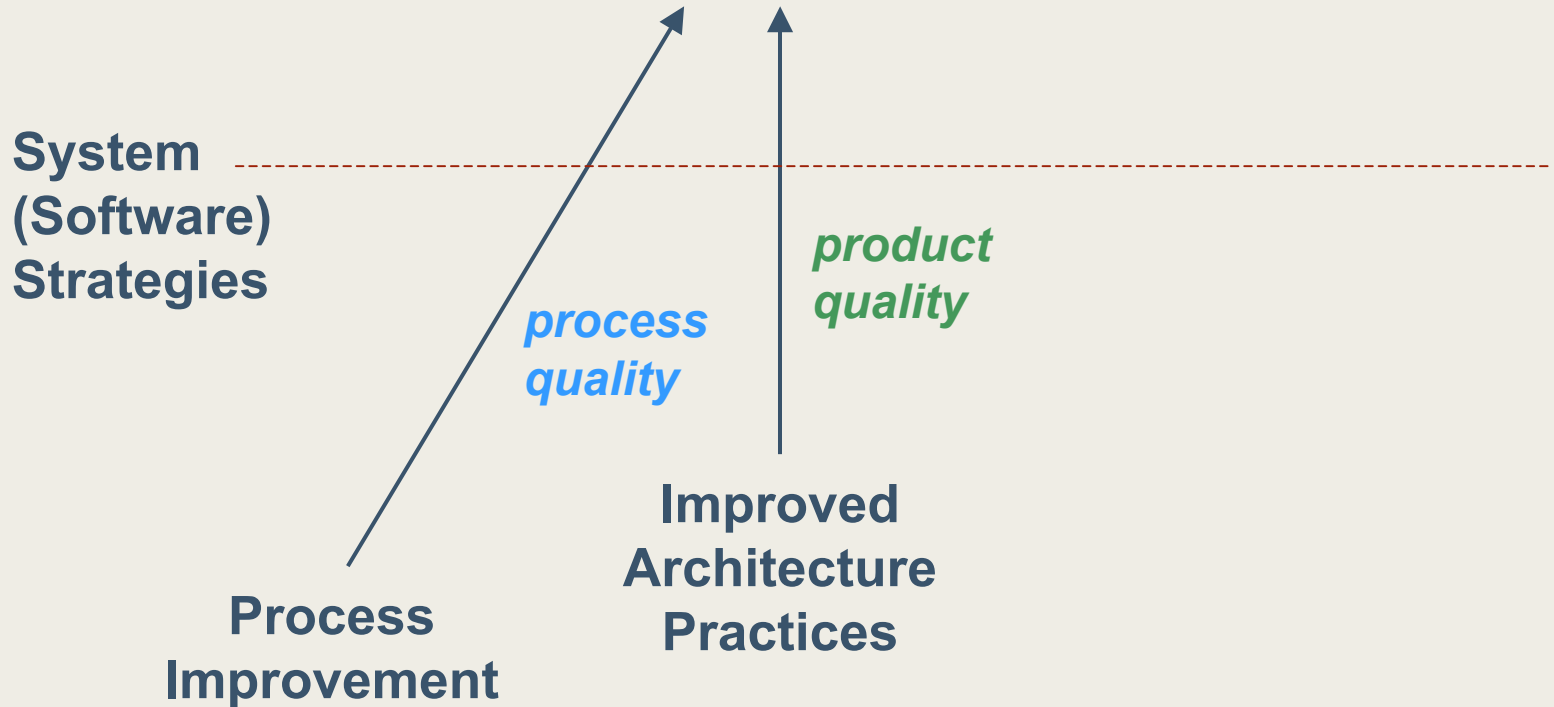 System
(Software)
Strategies
product
quality
process
quality
Improved
Architecture
Practices
Process
Improvement